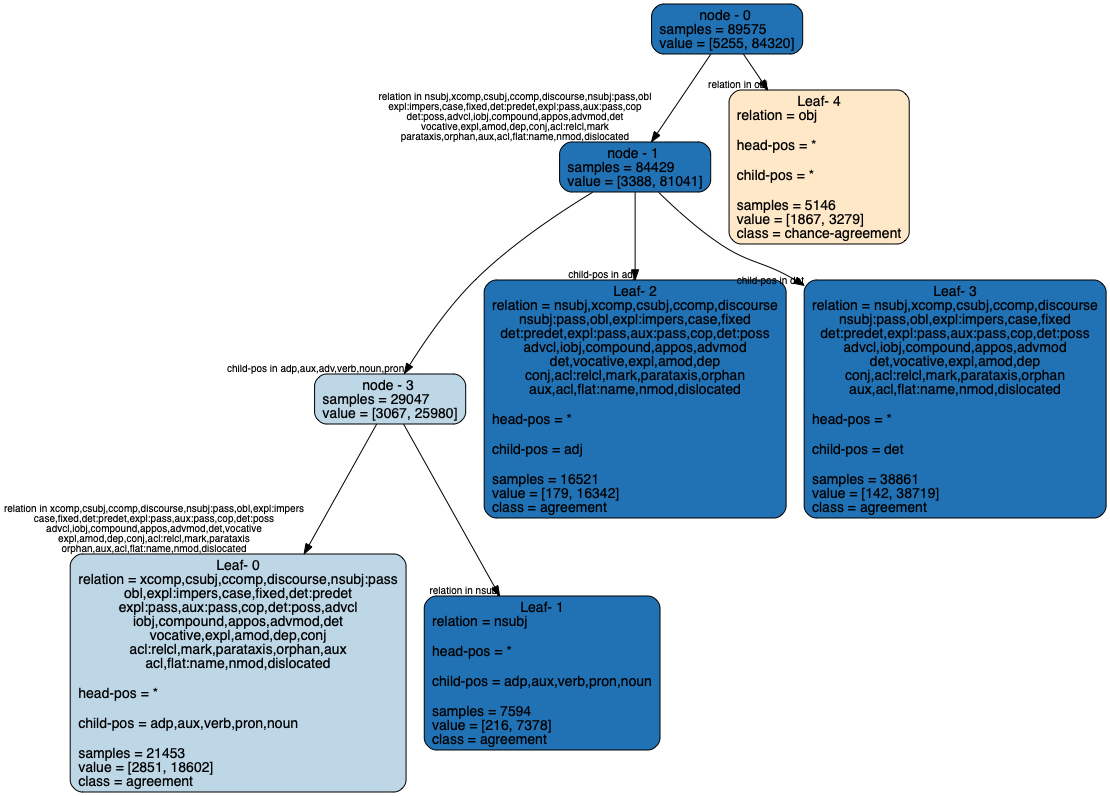 node - 0
samples = 89575
value = [5255, 84320]
relation in nsubj,xcomp,csubj,ccomp,discourse,nsubj:pass,obl
expl:impers,case,fixed,det:predet,expl:pass,aux:pass,cop
det:poss,advcl,iobj,compound,appos,advmod,det
vocative,expl,amod,dep,conj,acl:relcl,mark
parataxis,orphan,aux,acl,flat:name,nmod,dislocated
relation in obj
Leaf- 4
relation = obj
head-pos = *
child-pos = *
samples = 5146
value = [1867, 3279]
class = chance-agreement
node - 1
samples = 84429
value = [3388, 81041]
child-pos in adj
Leaf- 2
relation = nsubj,xcomp,csubj,ccomp,discourse
nsubj:pass,obl,expl:impers,case,fixed
det:predet,expl:pass,aux:pass,cop,det:poss
advcl,iobj,compound,appos,advmod
det,vocative,expl,amod,dep
conj,acl:relcl,mark,parataxis,orphan
aux,acl,flat:name,nmod,dislocated
head-pos = *
child-pos = adj
samples = 16521
value = [179, 16342]
class = agreement
child-pos in det
Leaf- 3
relation = nsubj,xcomp,csubj,ccomp,discourse
nsubj:pass,obl,expl:impers,case,fixed
det:predet,expl:pass,aux:pass,cop,det:poss
advcl,iobj,compound,appos,advmod
det,vocative,expl,amod,dep
conj,acl:relcl,mark,parataxis,orphan
aux,acl,flat:name,nmod,dislocated
head-pos = *
child-pos = det
samples = 38861
value = [142, 38719]
class = agreement
child-pos in adp,aux,adv,verb,noun,pron
node - 3
samples = 29047
value = [3067, 25980]
relation in xcomp,csubj,ccomp,discourse,nsubj:pass,obl,expl:impers
case,fixed,det:predet,expl:pass,aux:pass,cop,det:poss
advcl,iobj,compound,appos,advmod,det,vocative
expl,amod,dep,conj,acl:relcl,mark,parataxis
orphan,aux,acl,flat:name,nmod,dislocated
Leaf- 0
relation = xcomp,csubj,ccomp,discourse,nsubj:pass
obl,expl:impers,case,fixed,det:predet
expl:pass,aux:pass,cop,det:poss,advcl
iobj,compound,appos,advmod,det
vocative,expl,amod,dep,conj
acl:relcl,mark,parataxis,orphan,aux
acl,flat:name,nmod,dislocated
head-pos = *
child-pos = adp,aux,verb,pron,noun
samples = 21453
value = [2851, 18602]
class = agreement
relation in nsubj
Leaf- 1
relation = nsubj
head-pos = *
child-pos = adp,aux,verb,pron,noun
samples = 7594
value = [216, 7378]
class = agreement